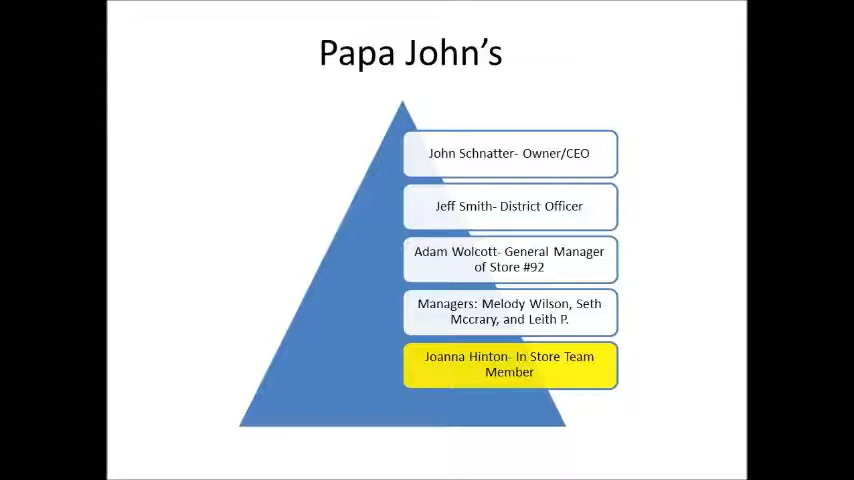 Papa John’s
John Schnatter- Owner/CEO
Jeff Smith- District Officer
Adam Wolcott- General Manager
of Store #92
Managers: Melody Wilson, Seth
Mccrary, and Leith P.
Joanna Hinton- In Store Team
Member